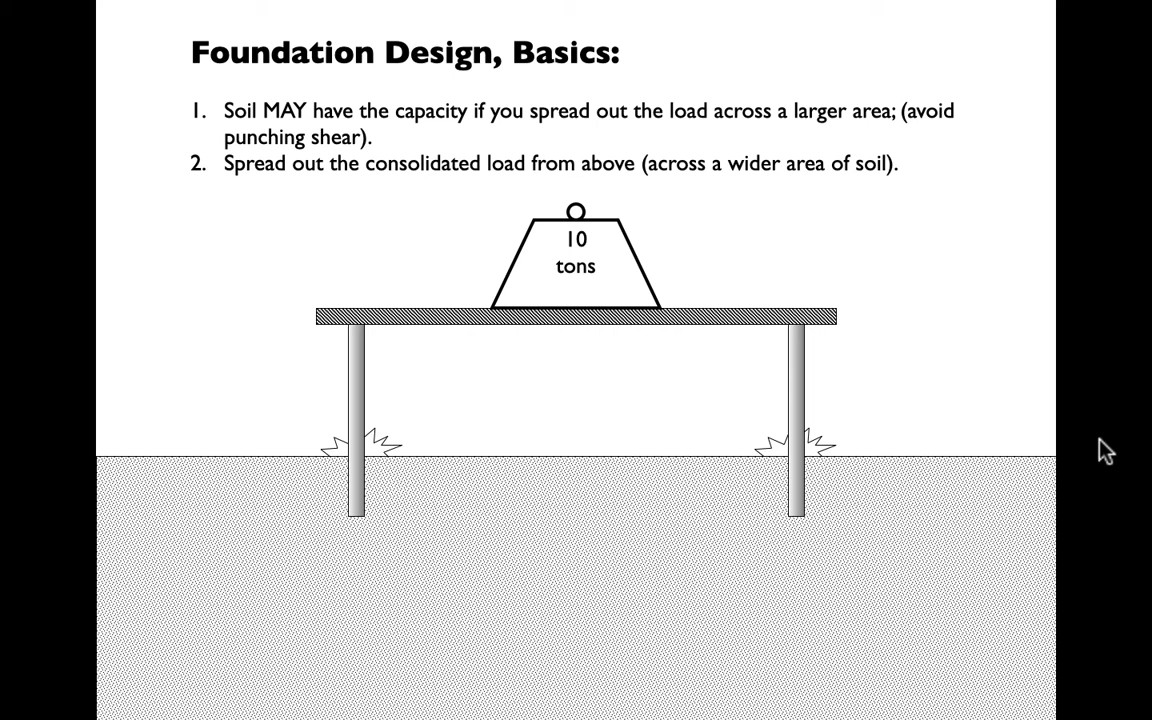 Foundation Design, Basics:
1. Soil MAY have the capacity if you spread out the load across a larger area; (avoid
punching shear).
2. Spread out the consolidated load from above (across a wider area of soil).
10
tons